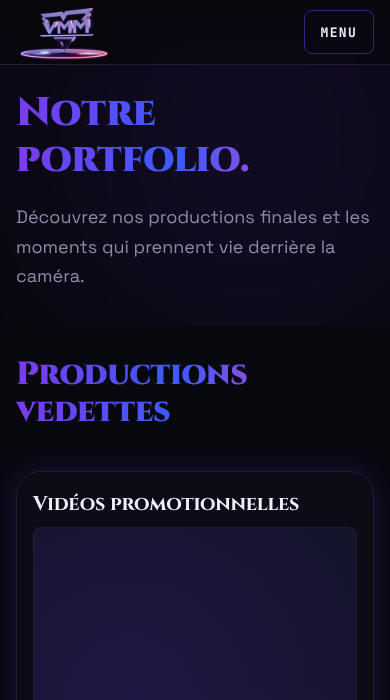 VMM
MENU
Notre
portfolio.
Découvrez nos productions finales et les
moments qui prennent vie derrière la
caméra.
Productions
vedettes
Vidéos promotionnelles